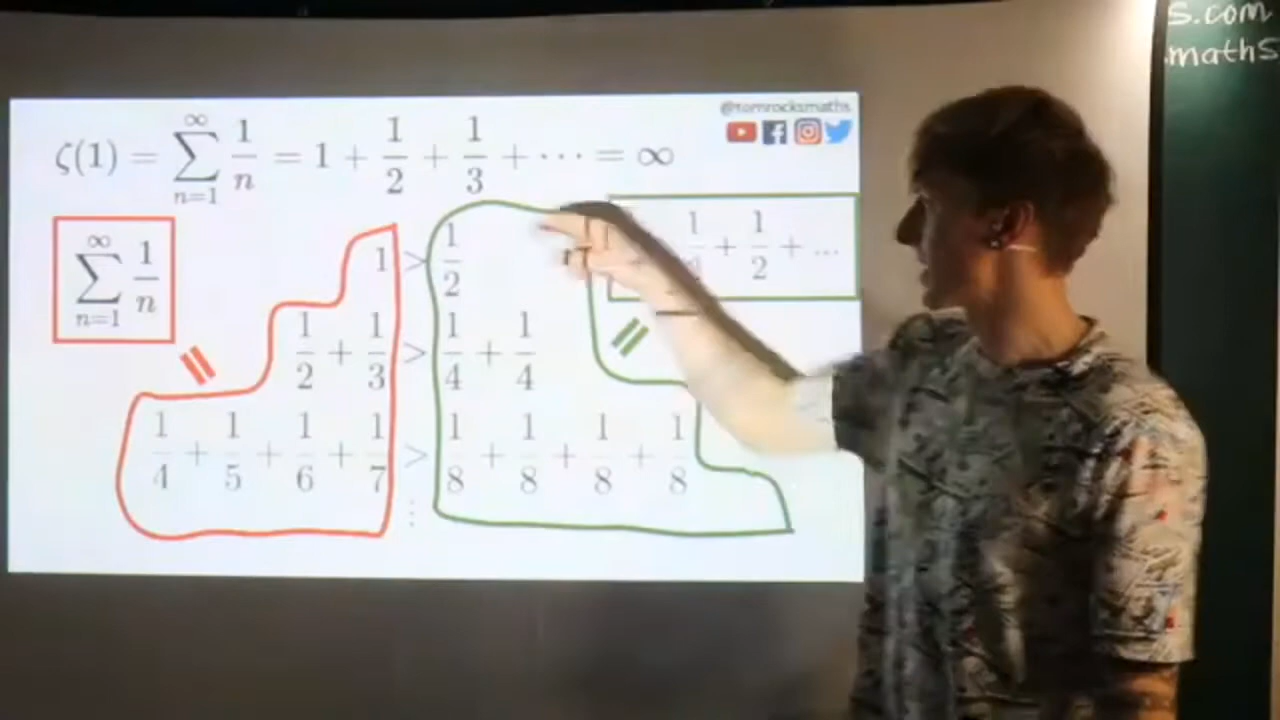 s.com
maths
@tomrocksmaths
ζ(1) = ∞∑n=1 1/n = 1 + 1/2 + 1/3 + ⋯ = ∞
∞∑n=1 1/n
1 > 1/2
1/2 + 1/3 > 1/4 + 1/4
1/4 + 1/5 + 1/6 + 1/7 > 1/8 + 1/8 + 1/8 + 1/8
⋮
+ 1/2 + ...